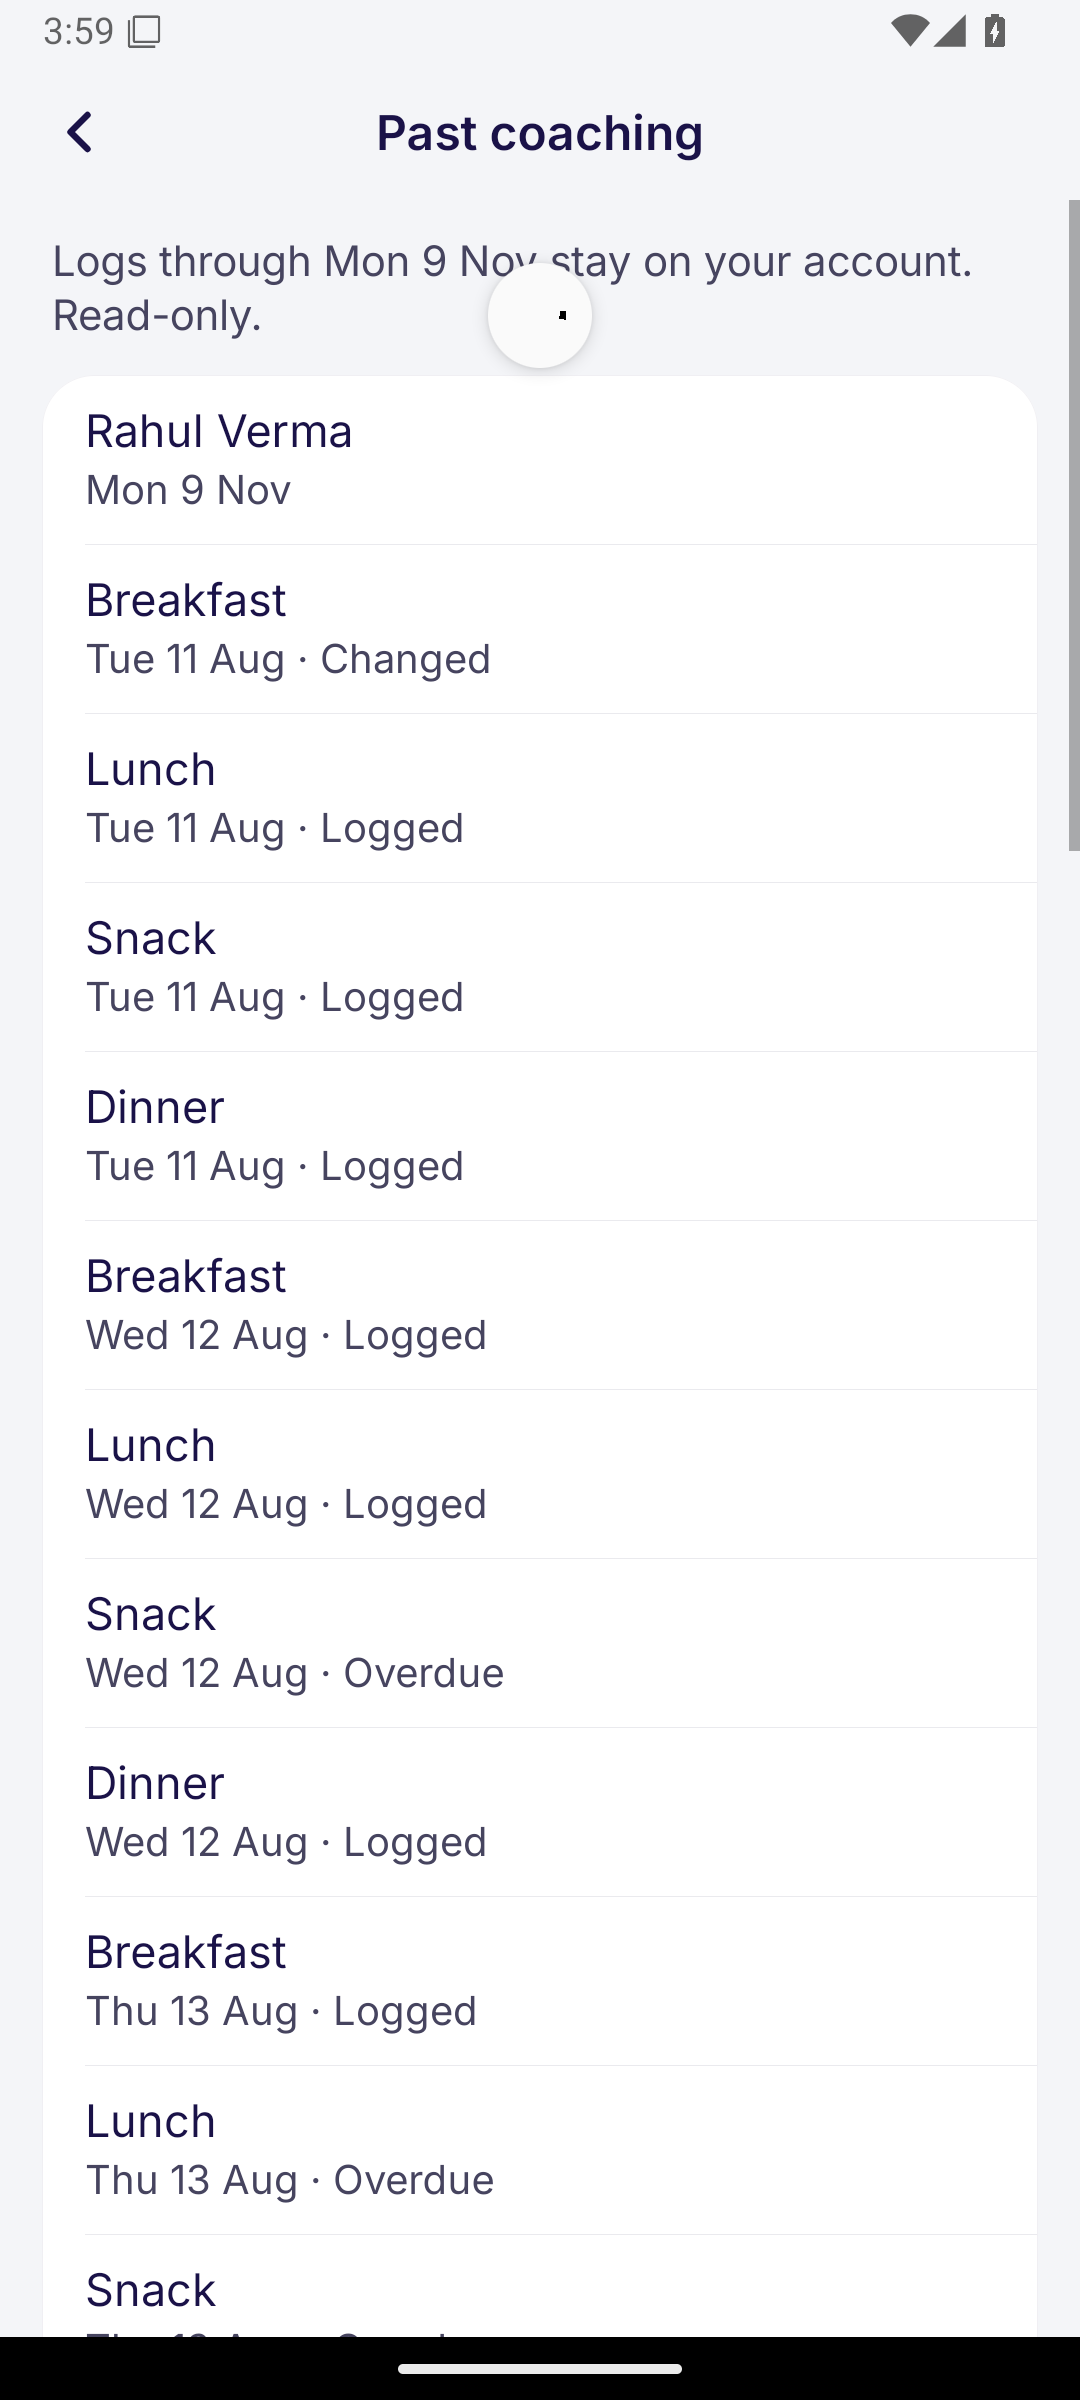 3:59
Past coaching
Logs through Mon 9 Nov stay on your account.
Read-only.
Rahul Verma
Mon 9 Nov
Breakfast
Tue 11 Aug · Changed
Lunch
Tue 11 Aug · Logged
Snack
Tue 11 Aug · Logged
Dinner
Tue 11 Aug · Logged
Breakfast
Wed 12 Aug · Logged
Lunch
Wed 12 Aug · Logged
Snack
Wed 12 Aug · Overdue
Dinner
Wed 12 Aug · Logged
Breakfast
Thu 13 Aug · Logged
Lunch
Thu 13 Aug · Overdue
Snack